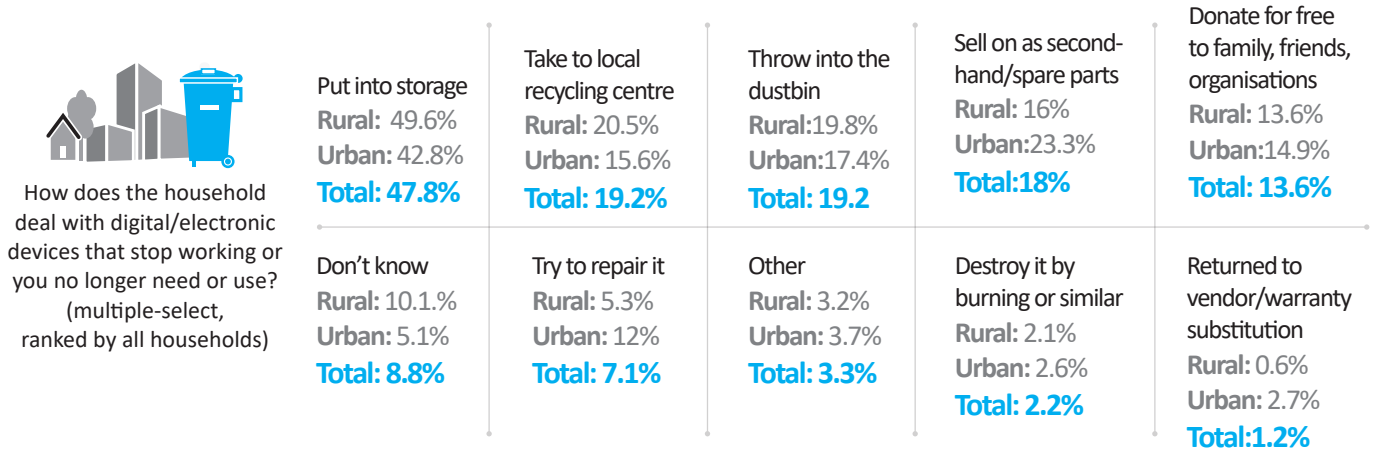 How does the household
deal with digital/electronic
devices that stop working or
you no longer need or use?
(multiple-select,
ranked by all households)
Put into storage
Rural: 49.6%
Urban: 42.8%
Total: 47.8%
Take to local
recycling centre
Rural: 20.5%
Urban: 15.6%
Total: 19.2%
Throw into the
dustbin
Rural:19.8%
Urban:17.4%
Total: 19.2
Sell on as second-
hand/spare parts
Rural: 16%
Urban:23.3%
Total:18%
Donate for free
to family, friends,
organisations
Rural: 13.6%
Urban:14.9%
Total: 13.6%
Don't know
Rural: 10.1.%
Urban: 5.1%
Total: 8.8%
Try to repair it
Rural: 5.3%
Urban: 12%
Total: 7.1%
Other
Rural: 3.2%
Urban: 3.7%
Total: 3.3%
Destroy it by
burning or similar
Rural: 2.1%
Urban: 2.6%
Total: 2.2%
Returned to
vendor/warranty
substitution
Rural: 0.6%
Urban: 2.7%
Total:1.2%